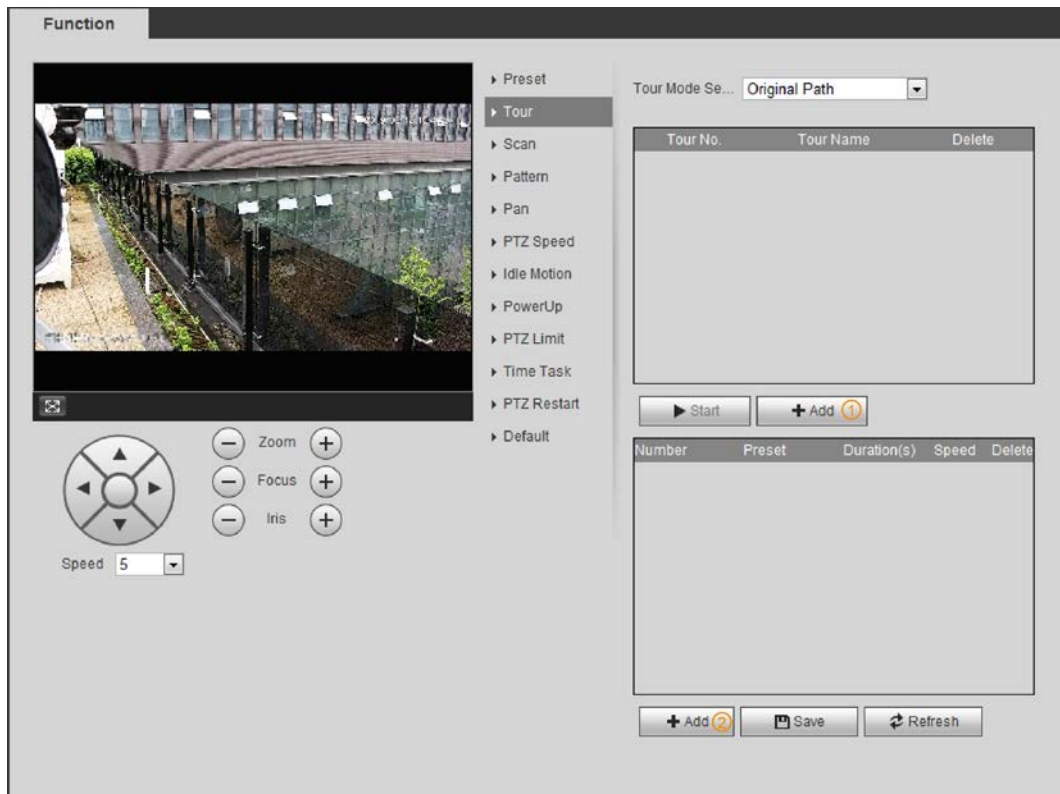 Function
Preset
Tour
Scan
Pattern
Pan
PTZ Speed
Idle Motion
PowerUp
PTZ Limit
Time Task
PTZ Restart
Default
Zoom
Focus
Iris
Speed 5
Tour Mode Se... Original Path
Tour No. Tour Name Delete
Start Add 1
Number Preset Duration(s) Speed Delete
Add 2 Save Refresh